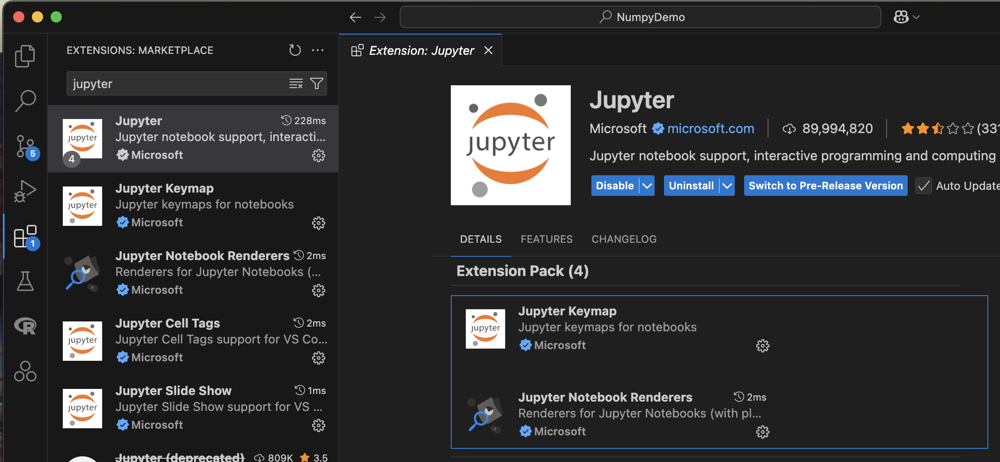 NumpyDemo
EXTENSIONS: MARKETPLACE
jupyter
Jupyter 228ms
Jupyter notebook support, interacti...
Microsoft
jupyter
4
Jupyter Keymap
Jupyter keymaps for notebooks
Microsoft
jupyter
Jupyter Notebook Renderers 2ms
Renderers for Jupyter Notebooks (...
Microsoft
Jupyter Cell Tags 2ms
Jupyter Cell Tags support for VS Co...
Microsoft
jupyter
Jupyter Slide Show 1ms
Jupyter Slide Show support for VS ...
Microsoft
jupyter
Jupyter (deprecated) 809K 3.5
5
1
R
Extension: Jupyter
jupyter
Jupyter
Microsoft microsoft.com 89,994,820 (331
Jupyter notebook support, interactive programming and computing
Disable Uninstall Switch to Pre-Release Version Auto Update
DETAILS FEATURES CHANGELOG
Extension Pack (4)
Jupyter Keymap
Jupyter keymaps for notebooks
Microsoft
jupyter
Jupyter Notebook Renderers 2ms
Renderers for Jupyter Notebooks (with pl...
Microsoft